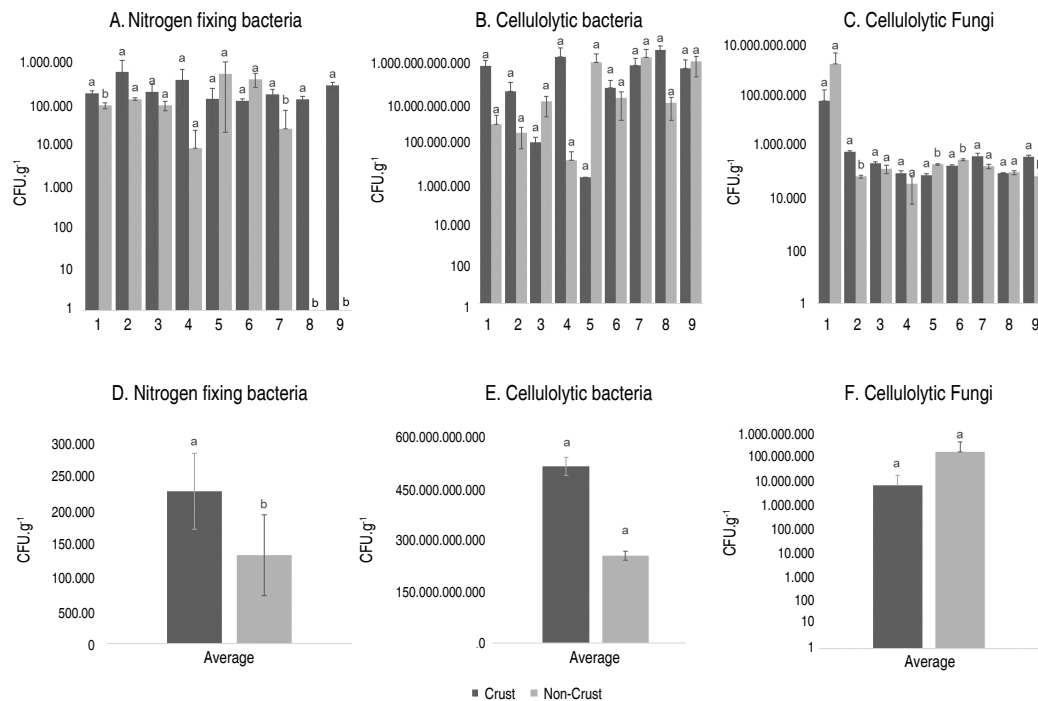 A. Nitrogen fixing bacteria
CFU.g-1
1.000.000
100.000
10.000
1.000
100
10
1
a a a a a a a a a
b a a a a a b b b
1 2 3 4 5 6 7 8 9
B. Cellulolytic bacteria
CFU.g-1
1.000.000.000
10.000.000.000
100.000.000
1.000.000
10.000
100
1
a a a a a a a a a
a a a a a a a a a
1 2 3 4 5 6 7 8 9
C. Cellulolytic Fungi
CFU.g-1
10.000.000.000
100.000.000
1.000.000
10.000
100
1
a a a a a a a a a
a b a a b b a a b
1 2 3 4 5 6 7 8 9
D. Nitrogen fixing bacteria
CFU.g-1
300.000
250.000
200.000
150.000
100.000
500.00
0
a
b
Average
E. Cellulolytic bacteria
CFU.g-1
600.000.000.000
450.000.000.000
300.000.000.000
150.000.000.000
.0
a
a
Average
F. Cellulolytic Fungi
CFU.g-1
1.000.000.000
100.000.000
10.000.000
1.000.000
100.000
10.000
1.000
100
10
1
a
a
Average
Crust Non-Crust